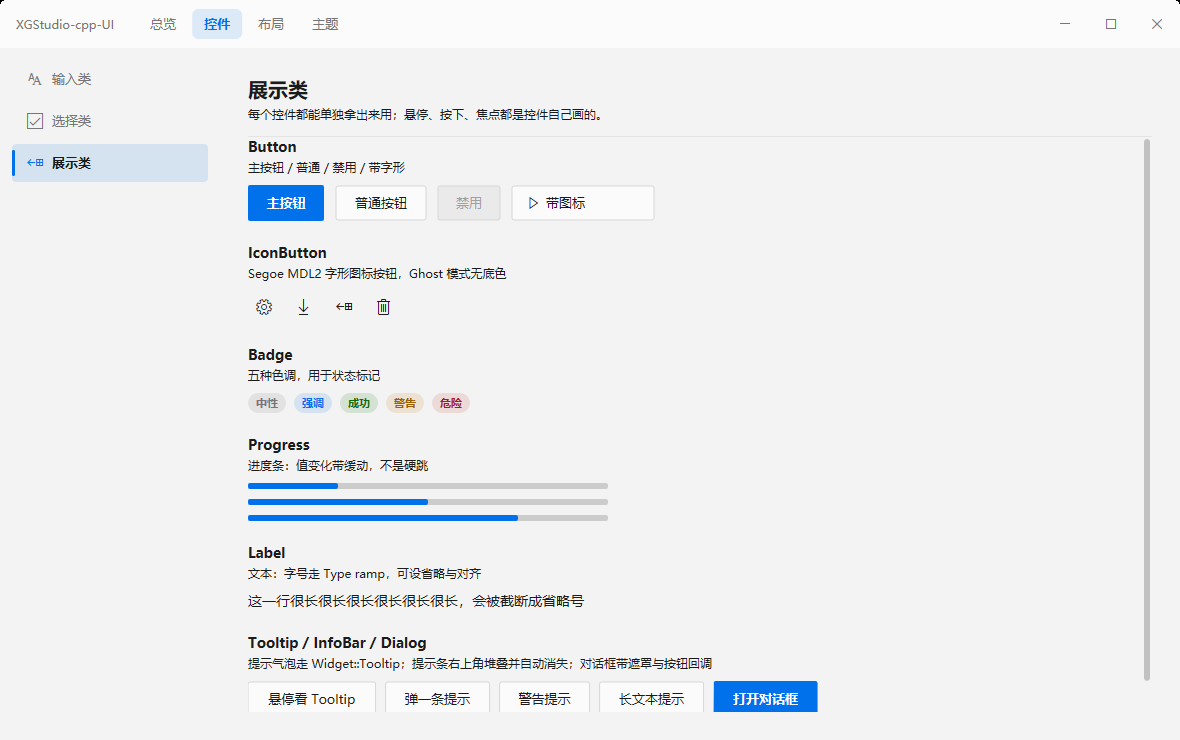 XGStudio-cpp-UI 总览 控件 布局 主题
输入类
选择类
展示类
展示类
每个控件都能单独拿出来用；悬停、按下、焦点都是控件自己画的。
Button
主按钮 / 普通 / 禁用 / 带字形
主按钮 普通按钮 禁用 带图标
IconButton
Segoe MDL2 字形图标按钮，Ghost 模式无底色
Badge
五种色调，用于状态标记
中性 强调 成功 警告 危险
Progress
进度条：值变化带缓动，不是硬跳
Label
文本：字号走 Type ramp，可设省略与对齐
这一行很长很长很长很长很长很长，会被截断成省略号
Tooltip / InfoBar / Dialog
提示气泡走 Widget::Tooltip；提示条右上角堆叠并自动消失；对话框带遮罩与按钮回调
悬停看 Tooltip 弹一条提示 警告提示 长文本提示 打开对话框